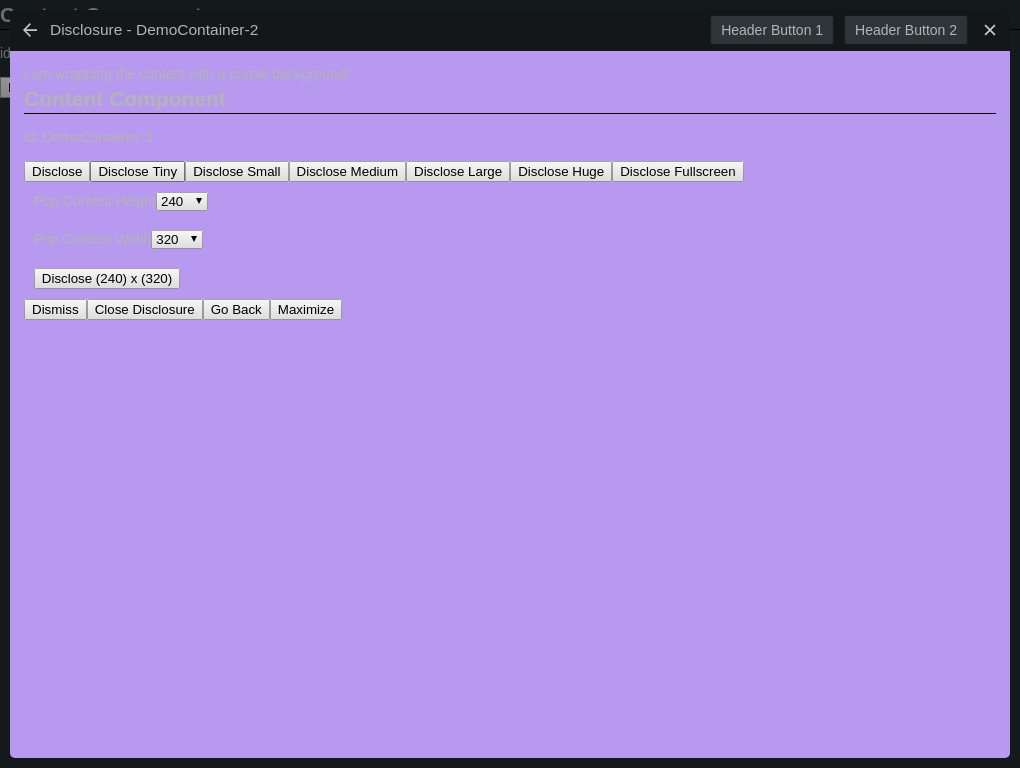 Disclosure - DemoContainer-2 Header Button 1 Header Button 2
I am wrapping the content with a purple background!
Content Component
id: DemoContainer-2
Disclose Disclose Tiny Disclose Small Disclose Medium Disclose Large Disclose Huge Disclose Fullscreen
Pop Content Height 240
Pop Content Width 320
Disclose (240) x (320)
Dismiss Close Disclosure Go Back Maximize